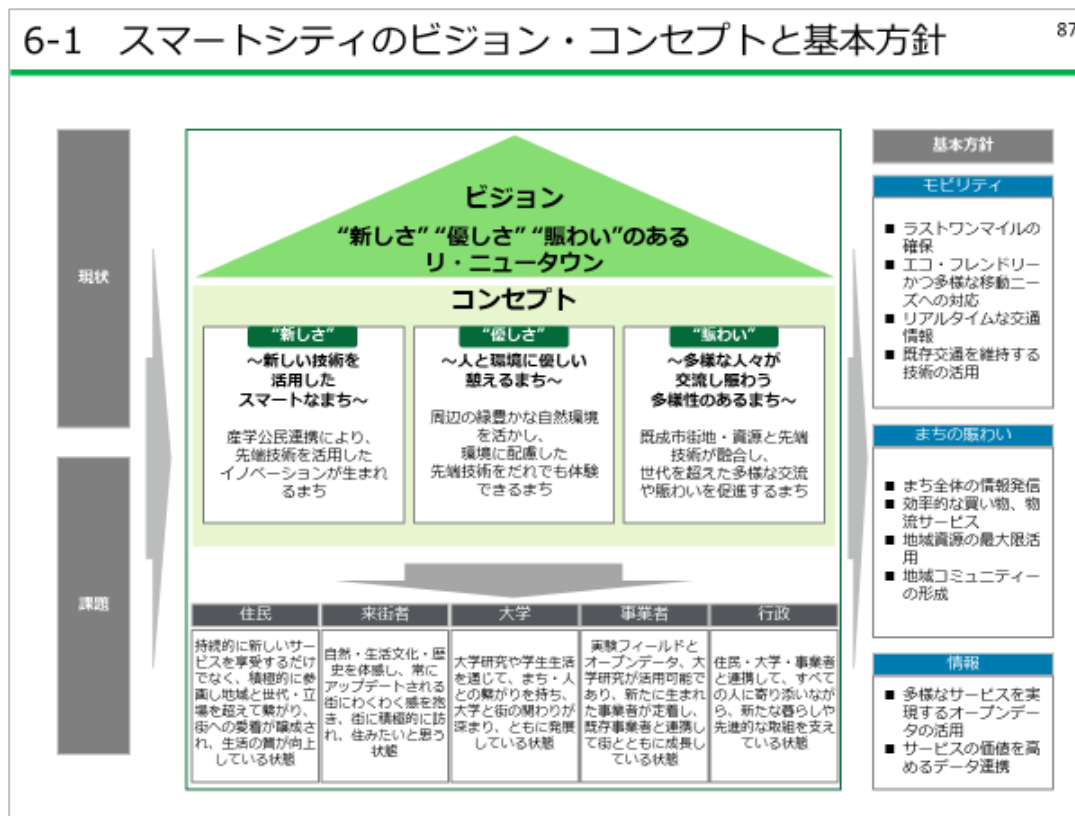 6-1　スマートシティのビジョン・コンセプトと基本方針
87
現状
課題
ビジョン
“新しさ” “優しさ” “賑わい”のある
リ・ニュータウン
コンセプト
“新しさ”
～新しい技術を
活用した
スマートなまち～
産学公民連携により、
先端技術を活用した
イノベーションが生まれ
るまち
“優しさ”
～人と環境に優しい
憩えるまち～
周辺の緑豊かな自然環境
を活かし、
環境に配慮した
先端技術をだれでも体験
できるまち
“賑わい”
～多様な人々が
交流し賑わう
多様性のあるまち～
既成市街地・資源と先端
技術が融合し、
世代を超えた多様な交流
や賑わいを促進するまち
住民
持続的に新しいサー
ビスを享受するだけ
でなく、積極的に参
画し地域と世代・立
場を超えて繋がり、
街への愛着が醸成さ
れ、生活の質が向上
している状態
来街者
自然・生活文化・歴
史を体感し、常に
アップデートされる
街にわくわく感を抱
き、街に積極的に訪
れ、住みたいと思う
状態
大学
大学研究や学生生活
を通じて、まち・人
との繋がりを持ち、
大学と街の関わりが
深まり、ともに発展
している状態
事業者
実験フィールドと
オープンデータ、大
学研究が活用可能で
あり、新たに生まれ
た事業者が定着し、
既存事業者と連携し
て街とともに成長し
ている状態
行政
住民・大学・事業者
と連携して、すべて
の人に寄り添いなが
ら、新たな暮らしや
先進的な取組を支え
ている状態
基本方針
モビリティ
■ ラストワンマイルの
確保
■ エコ・フレンドリー
かつ多様な移動ニー
ズへの対応
■ リアルタイムな交通
情報
■ 既存交通を維持する
技術の活用
まちの賑わい
■ まち全体の情報発信
■ 効率的な買い物、物
流サービス
■ 地域資源の最大限活
用
■ 地域コミュニティー
の形成
情報
■ 多様なサービスを実
現するオープンデー
タの活用
■ サービスの価値を高
めるデータ連携